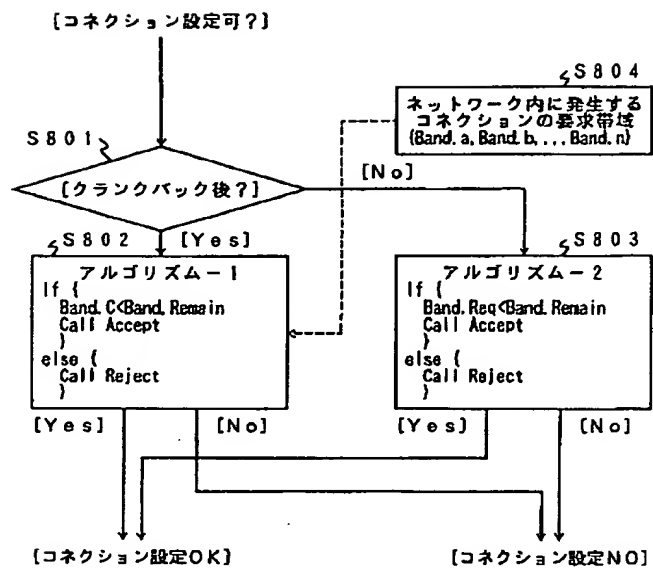 [コネクション設定可?]
S804
ネットワーク内に発生する
コネクションの要求帯域
(Band.a,Band.b,...Band.n)
S801
[クランクバック後?]
[No]
S802
[Yes]
S803
アルゴリズムー1
If {
Band.C<Band.Remain
Call Accept
}
else {
Call Reject
}
アルゴリズムー2
If {
Band.Req<Band.Remain
Call Accept
}
else {
Call Reject
}
[Yes]
[No]
[Yes]
[No]
[コネクション設定OK]
[コネクション設定NO]